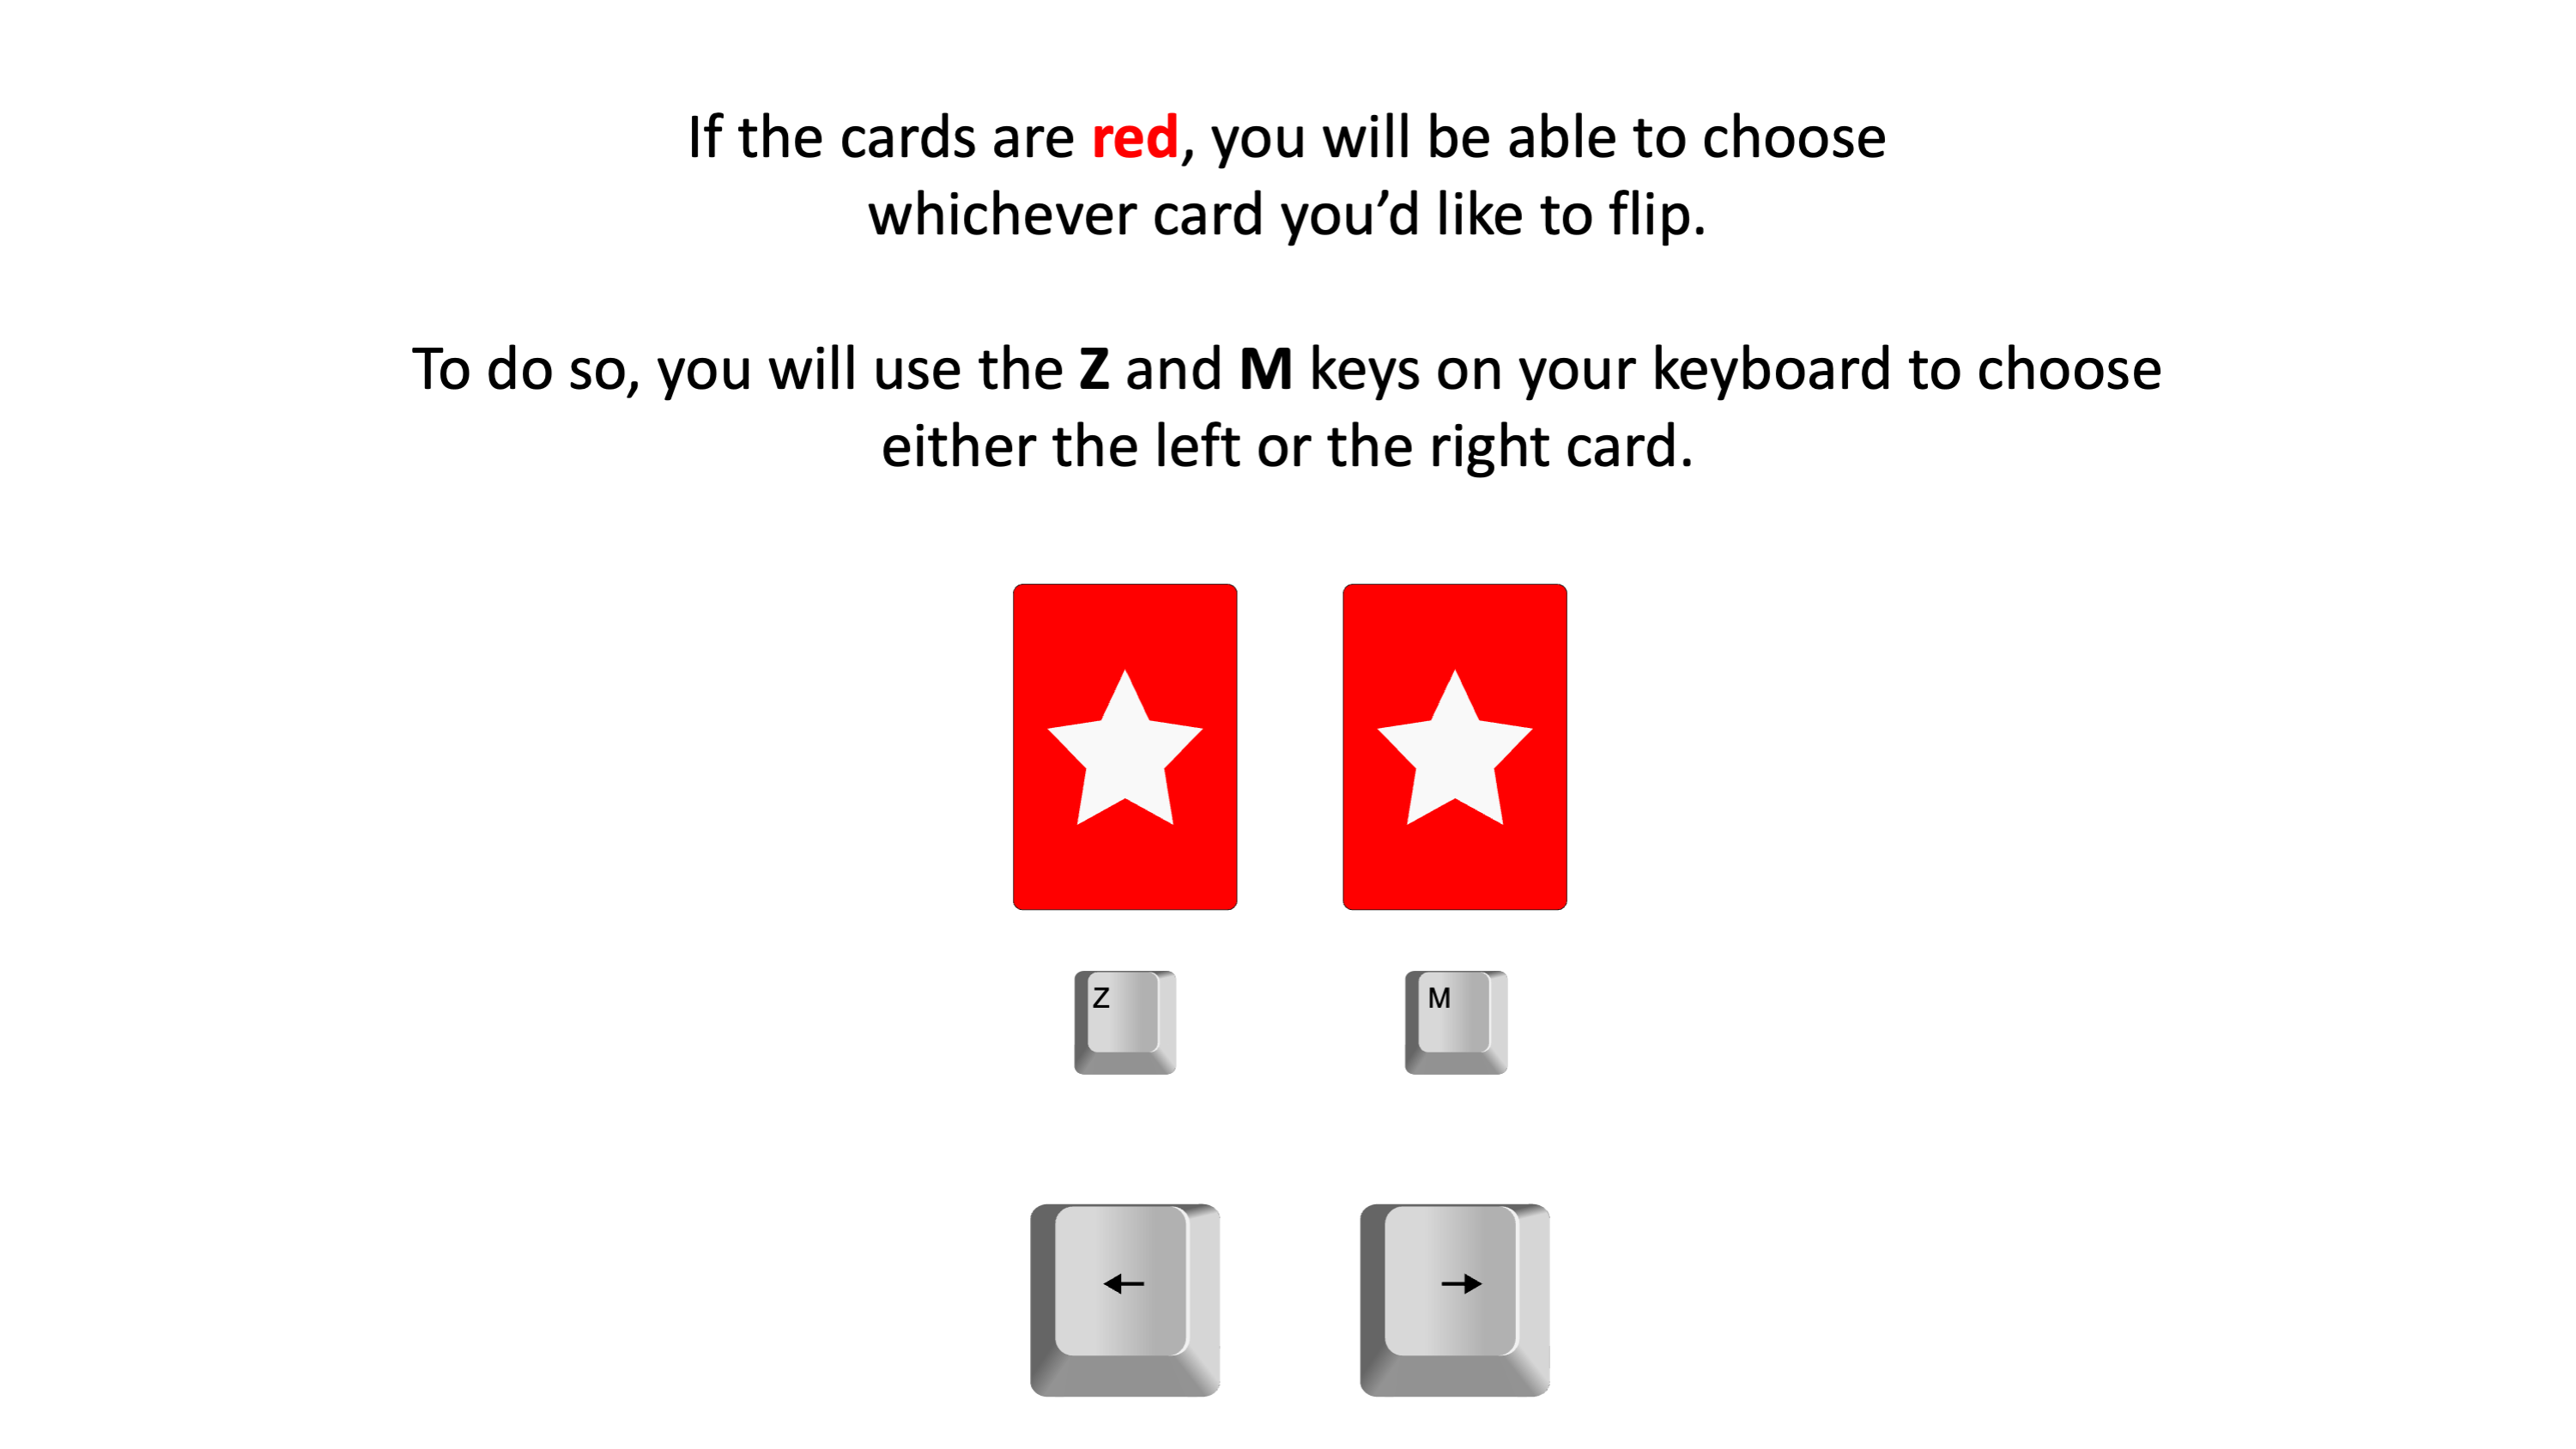 If the cards are red, you will be able to choose
whichever card you’d like to flip.
To do so, you will use the Z and M keys on your keyboard to choose
either the left or the right card.
Z M
← →